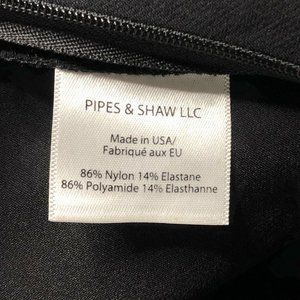 PIPES & SHAW LLC
Made in USA/
Fabriqué aux EU
86% Nylon 14% Elastane
86% Polyamide 14% Elasthanne